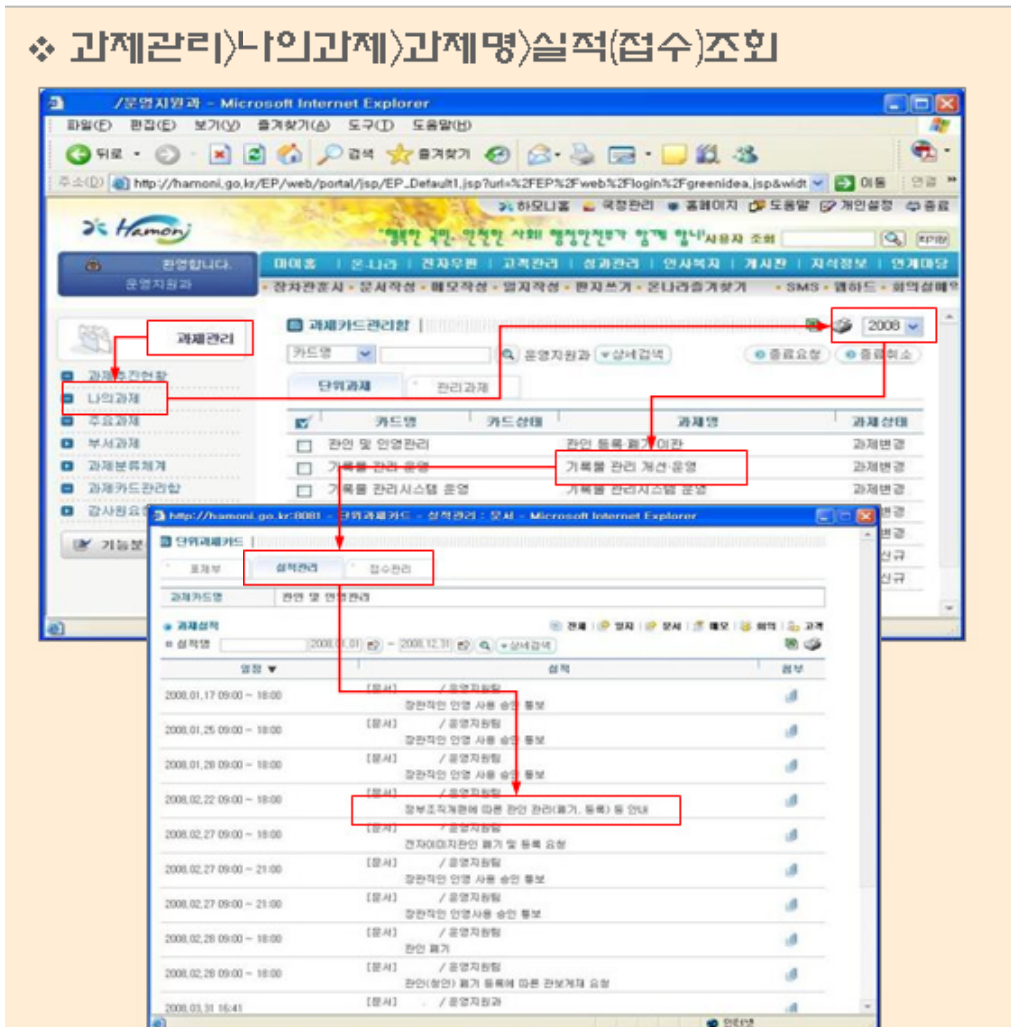 ❖ 과제관리〉나의과제〉과제명〉실적(접수)조회
/운영지원과 - Microsoft Internet Explorer
파일(F) 편집(E) 보기(V) 즐겨찾기(A) 도구(T) 도움말(H)
뒤로 검색 즐겨찾기
주소(D) http://hamoni.go.kr/EP/web/portal/jsp/EP_Default1.jsp?url=%2FEP%2Fweb%2Flogin%2Fgreenidea.jsp&widt 이동 연결 »
하모니홈 국정관리 홈페이지 도움말 개인설정 종료
Hamoni
사용자 조회
환영합니다.
운영지원과
마이홈 | 온-나라 | 전자우편 | 고객관리 | 성과관리 | 인사복지 | 게시판 | 지식정보 | 연계마당
문서작성 메모작성 일지작성 편지쓰기 온나라즐겨찾기 SMS 웹하드
과제관리
과제카드관리함
2008
카드명
운영지원과 상세검색 종료요청 종료취소
과제추진현황
나의과제
주요과제
부서과제
과제분류체계
과제카드관리함
단위과제 관리과제
카드명 카드상태 과제명 과제상태
관인 및 인영관리 관인 등록·폐기·이관 과제변경
기록물 관리 운영 기록물 관리 개선·운영 과제변경
기록물 관리시스템 운영 기록물 관리시스템 운영 과제변경
변경
변경
신규
신규
http://hamoni.go.kr:8081 - 단위과제카드 - 실적관리 : 문서 - Microsoft Internet Explorer
단위과제카드
표제부 실적관리 접수관리
과제카드명 관인 및 인영관리
과제실적 전체 | 일지 | 문서 | 메모 | 회의 | 고객
실적명 2008.01.01 ~ 2008.12.31 상세검색
일정 ▼ 실적 첨부
2008.01.17 09:00 ~ 18:00 [문서] / 운영지원팀
장관직인 인영 사용 승인 통보
2008.01.25 09:00 ~ 18:00 [문서] / 운영지원팀
장관직인 인영 사용 승인 통보
2008.01.28 09:00 ~ 18:00 [문서] / 운영지원팀
장관직인 인영 사용 승인 통보
2008.02.22 09:00 ~ 18:00 [문서] / 운영지원팀
정부조직개편에 따른 관인 관리(폐기, 등록) 등 안내
2008.02.27 09:00 ~ 18:00 [문서] / 운영지원팀
전자이미지관인 폐기 및 등록 요청
2008.02.27 09:00 ~ 21:00 [문서] / 운영지원팀
장관직인 인영 사용 승인 통보
2008.02.27 09:00 ~ 21:00 [문서] / 운영지원팀
장관직인 인영사용 승인 통보
2008.02.28 09:00 ~ 18:00 [문서] / 운영지원팀
관인 폐기
2008.02.28 09:00 ~ 18:00 [문서] / 운영지원팀
관인(청인) 폐기 등록에 따른 관보게재 요청
2008.03.31 16:41 [문서] / 운영지원과
인터넷